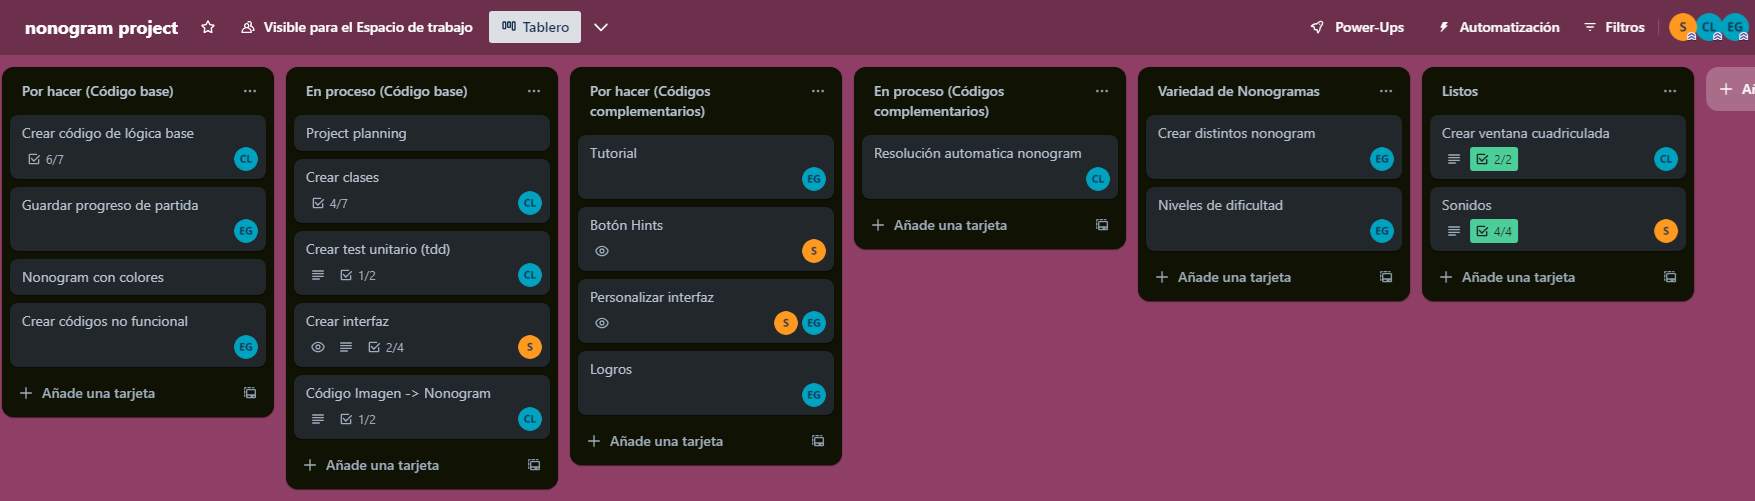 nonogram project
Visible para el Espacio de trabajo
Tablero
Power-Ups
Automatización
Filtros
S
CL
EG
Por hacer (Código base)
Crear código de lógica base
6/7
CL
Guardar progreso de partida
EG
Nonogram con colores
Crear códigos no funcional
EG
Añade una tarjeta
En proceso (Código base)
Project planning
Crear clases
4/7
CL
Crear test unitario (tdd)
1/2
CL
Crear interfaz
2/4
S
Código Imagen -> Nonogram
1/2
CL
Añade una tarjeta
Por hacer (Códigos
complementarios)
Tutorial
EG
Botón Hints
S
Personalizar interfaz
S
EG
Logros
EG
Añade una tarjeta
En proceso (Códigos
complementarios)
Resolución automatica nonogram
CL
Añade una tarjeta
Variedad de Nonogramas
Crear distintos nonogram
EG
Niveles de dificultad
EG
Añade una tarjeta
Listos
Crear ventana cuadriculada
2/2
CL
Sonidos
4/4
S
Añade una tarjeta